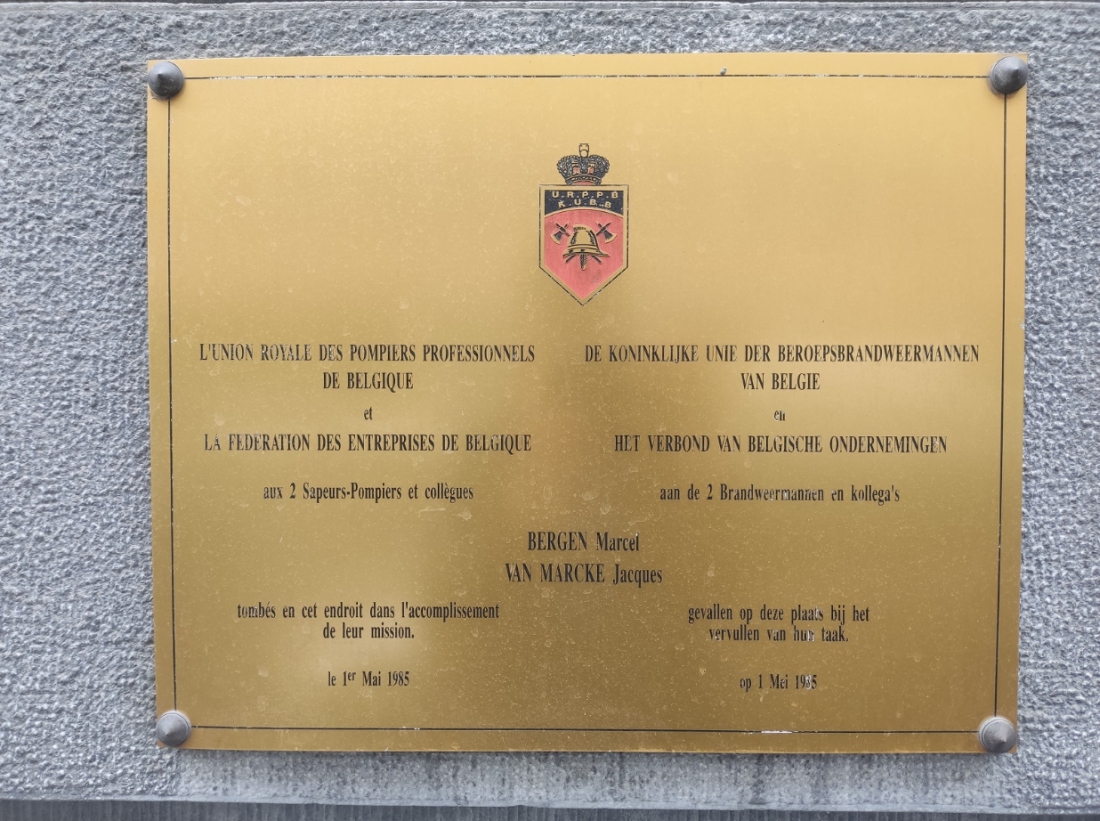 U.R.P.P.B
K.U.B.B
L'UNION ROYALE DES POMPIERS PROFESSIONNELS
DE BELGIQUE
et
LA FEDERATION DES ENTREPRISES DE BELGIQUE
aux 2 Sapeurs-Pompiers et collègues
DE KONINKLIJKE UNIE DER BEROEPSBRANDWEERMANNEN
VAN BELGIE
en
HET VERBOND VAN BELGISCHE ONDERNEMINGEN
aan de 2 Brandweermannen en kollega's
BERGEN Marcel
VAN MARCKE Jacques
tombés en cet endroit dans l'accomplissement
de leur mission.
le 1er Mai 1985
gevallen op deze plaats bij het
vervullen van hun taak.
op 1 Mei 1985